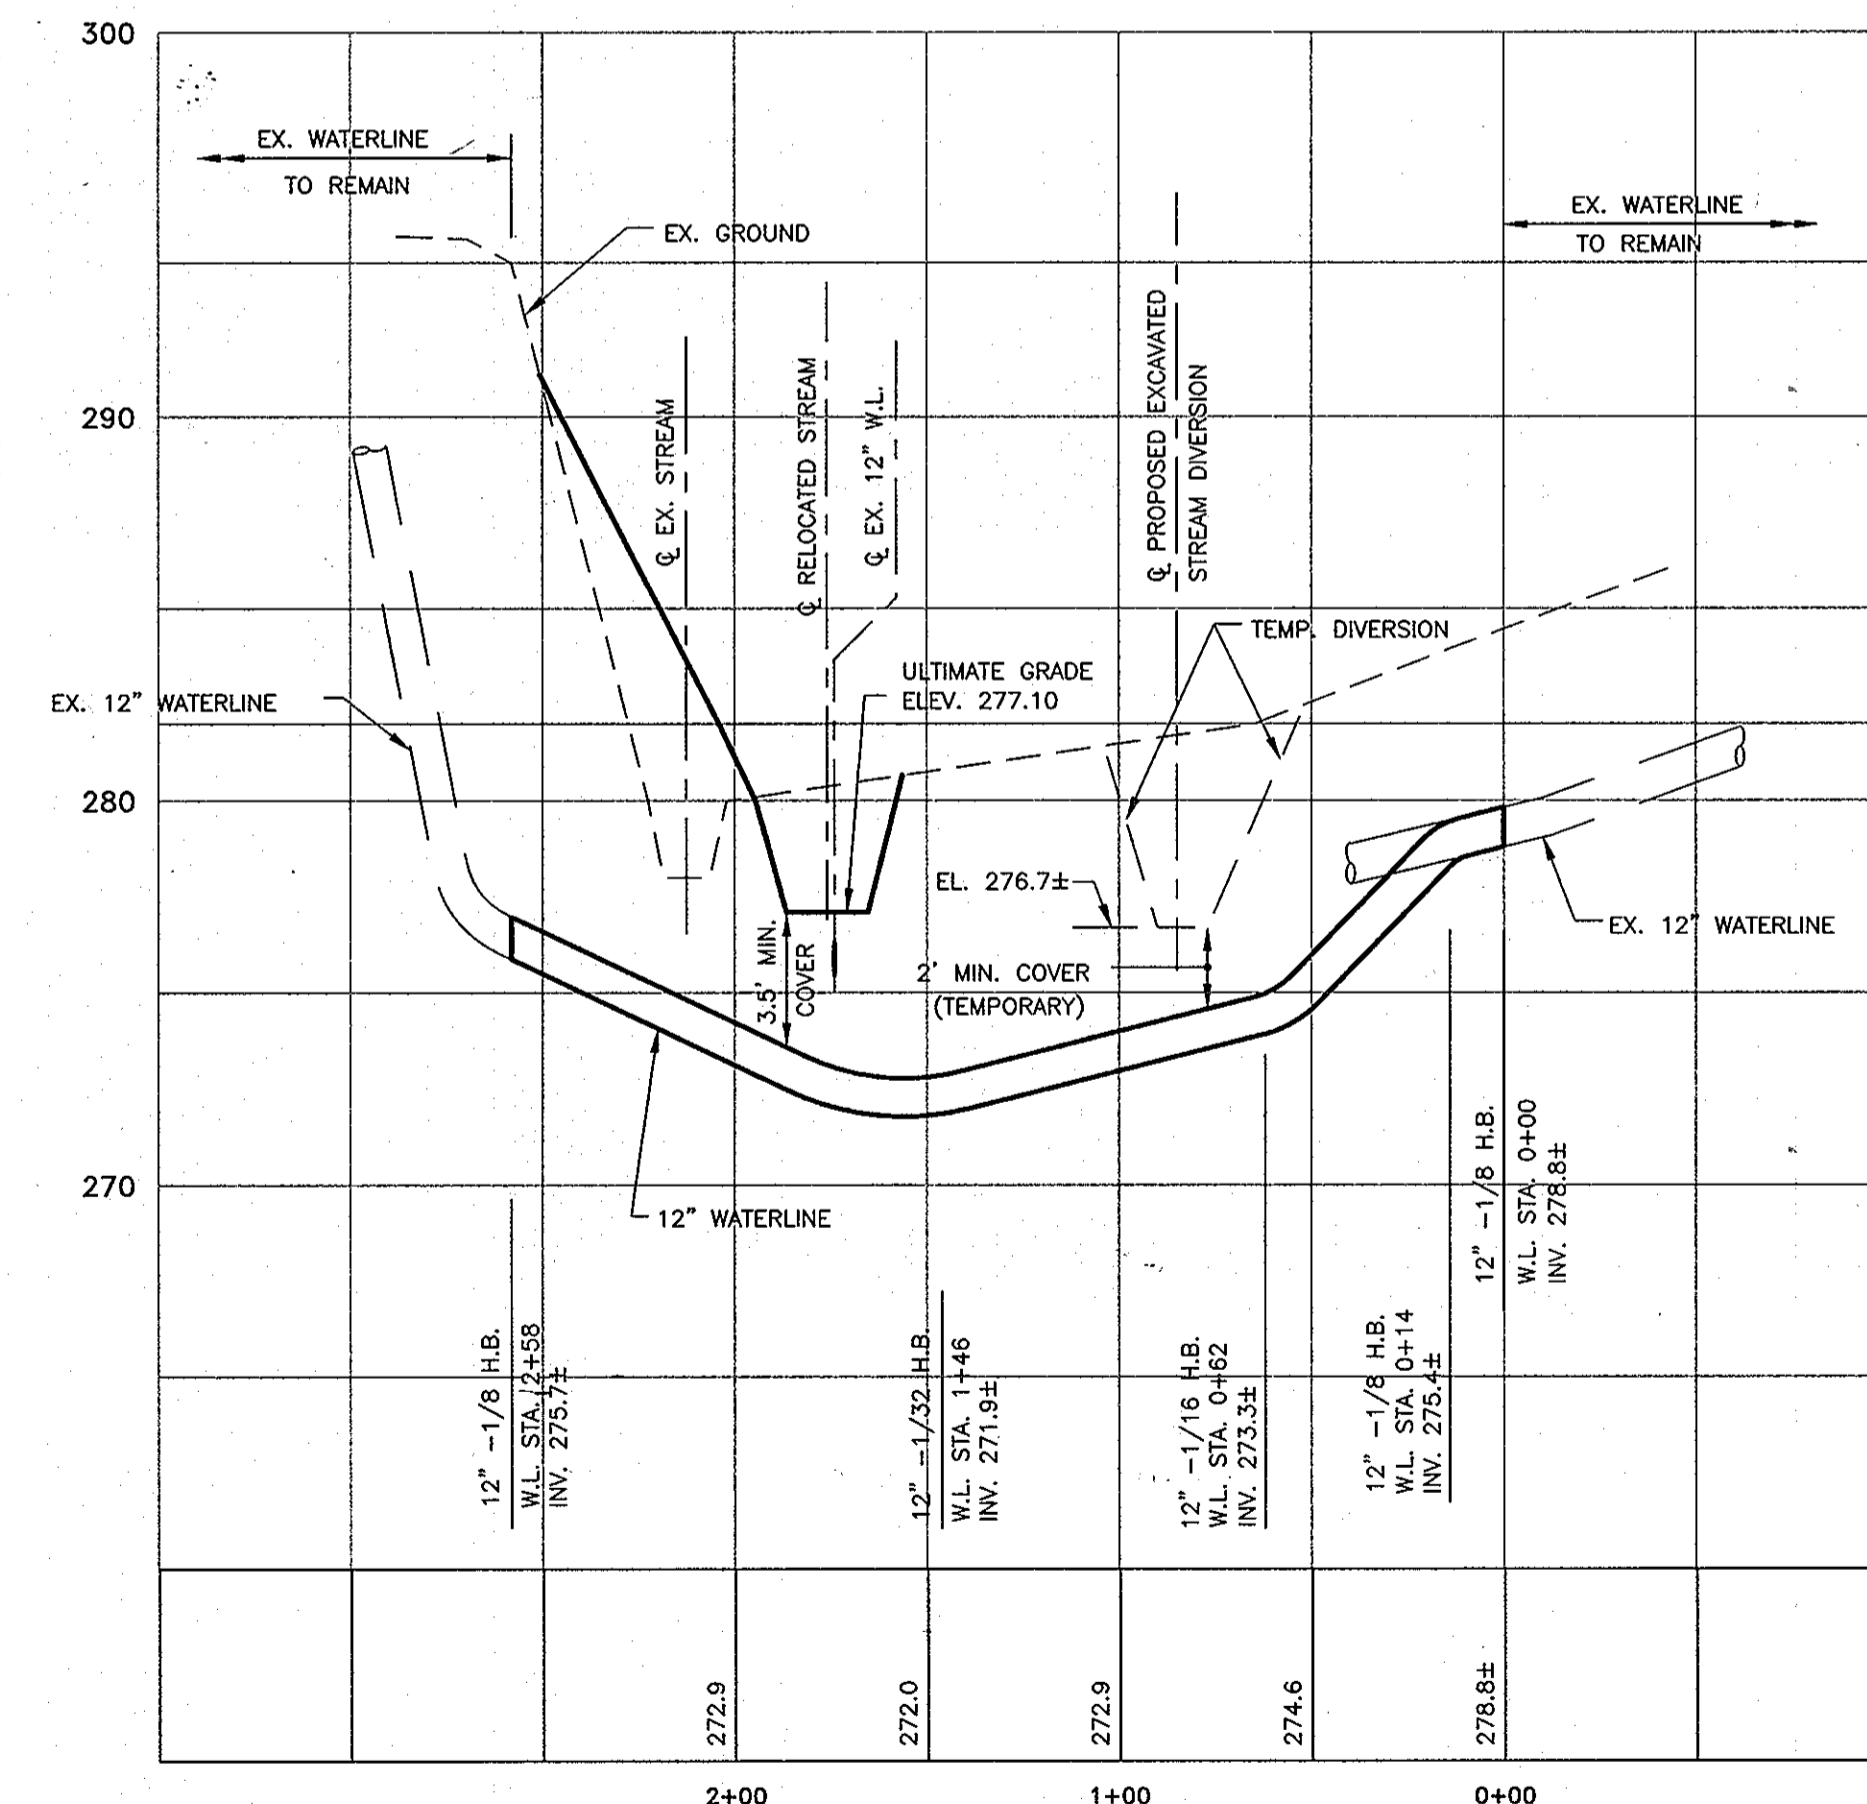 300
EX. WATERLINE
TO REMAIN
EX. WATERLINE
TO REMAIN
EX. GROUND
290
℄ EX. STREAM
℄ RELOCATED STREAM
℄ EX. 12" W.L.
℄ PROPOSED EXCAVATED
STREAM DIVERSION
TEMP. DIVERSION
ULTIMATE GRADE
ELEV. 277.10
EX. 12" WATERLINE
280
EL. 276.7±
EX. 12" WATERLINE
3.5' MIN.
COVER
2' MIN. COVER
(TEMPORARY)
270
12" WATERLINE
12" -1/8 H.B.
W.L. STA. 2+58
INV. 275.7±
12" -1/32 H.B.
W.L. STA. 1+46
INV. 271.9±
12" -1/16 H.B.
W.L. STA. 0+62
INV. 273.3±
12" -1/8 H.B.
W.L. STA. 0+14
INV. 275.4±
12" -1/8 H.B.
W.L. STA. 0+00
INV. 278.8±
272.9
272.0
272.9
274.6
278.8±
2+00
1+00
0+00